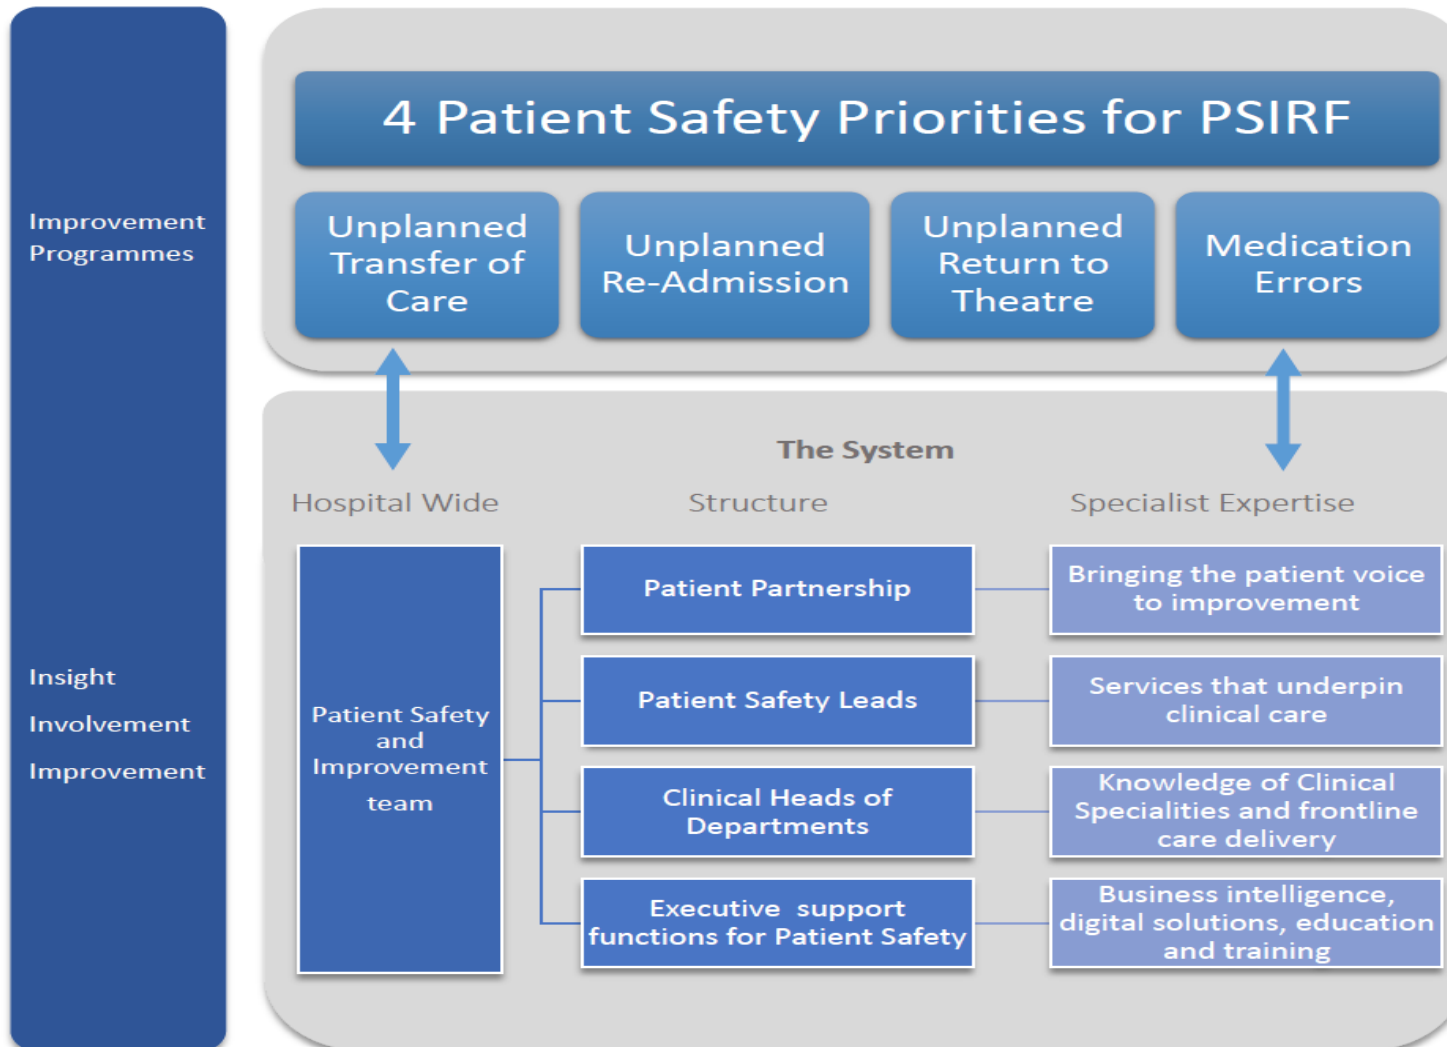 Improvement
Programmes
Insight
Involvement
Improvement
4 Patient Safety Priorities for PSIRF
Unplanned
Transfer of
Care
Unplanned
Re-Admission
Unplanned
Return to
Theatre
Medication
Errors
The System
Hospital Wide
Structure
Specialist Expertise
Patient Safety
and
Improvement
team
Patient Partnership
Bringing the patient voice
to improvement
Patient Safety Leads
Services that underpin
clinical care
Clinical Heads of
Departments
Knowledge of Clinical
Specialities and frontline
care delivery
Executive support
functions for Patient Safety
Business intelligence,
digital solutions, education
and training